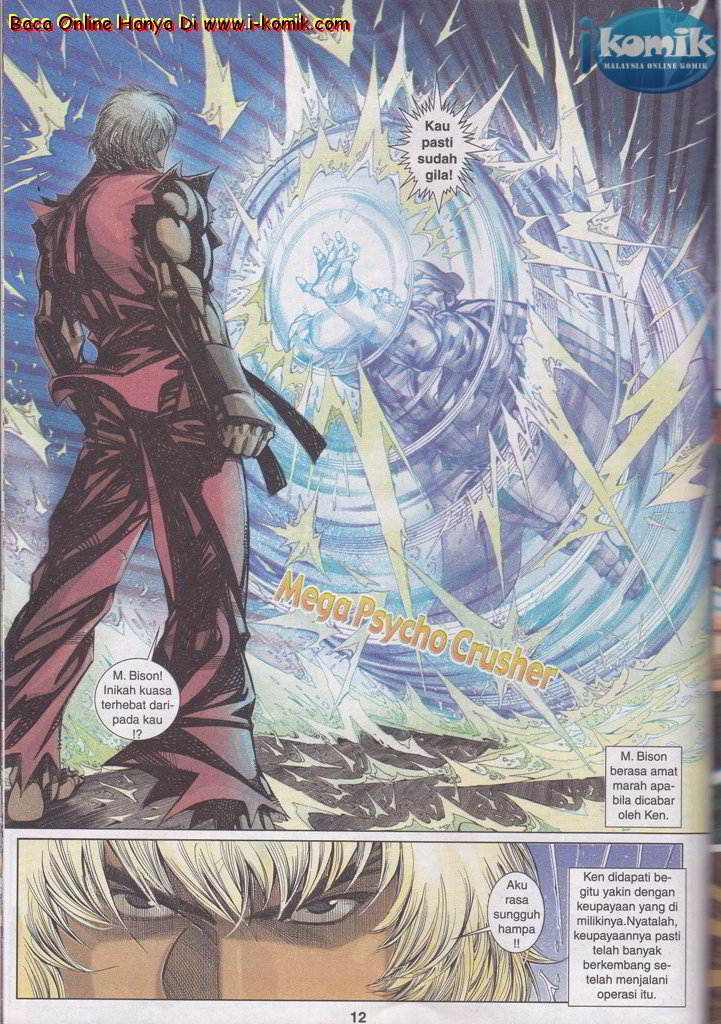 Baca Online Hanya Di www.i-komik.com
i komik
MALAYSIA ONLINE KOMIK
Kau
pasti
sudah
gila!
Mega Psycho Crusher
M. Bison!
Inikah kuasa
terhebat dari-
pada kau
!?
M. Bison
berasa amat
marah apa-
bila dicabar
oleh Ken.
Aku
rasa
sungguh
hampa
!!
Ken didapati be-
gitu yakin dengan
keupayaan yang di
milikinya.Nyatalah,
keupayaannya pasti
telah banyak
berkembang se-
telah menjalani
operasi itu.
12